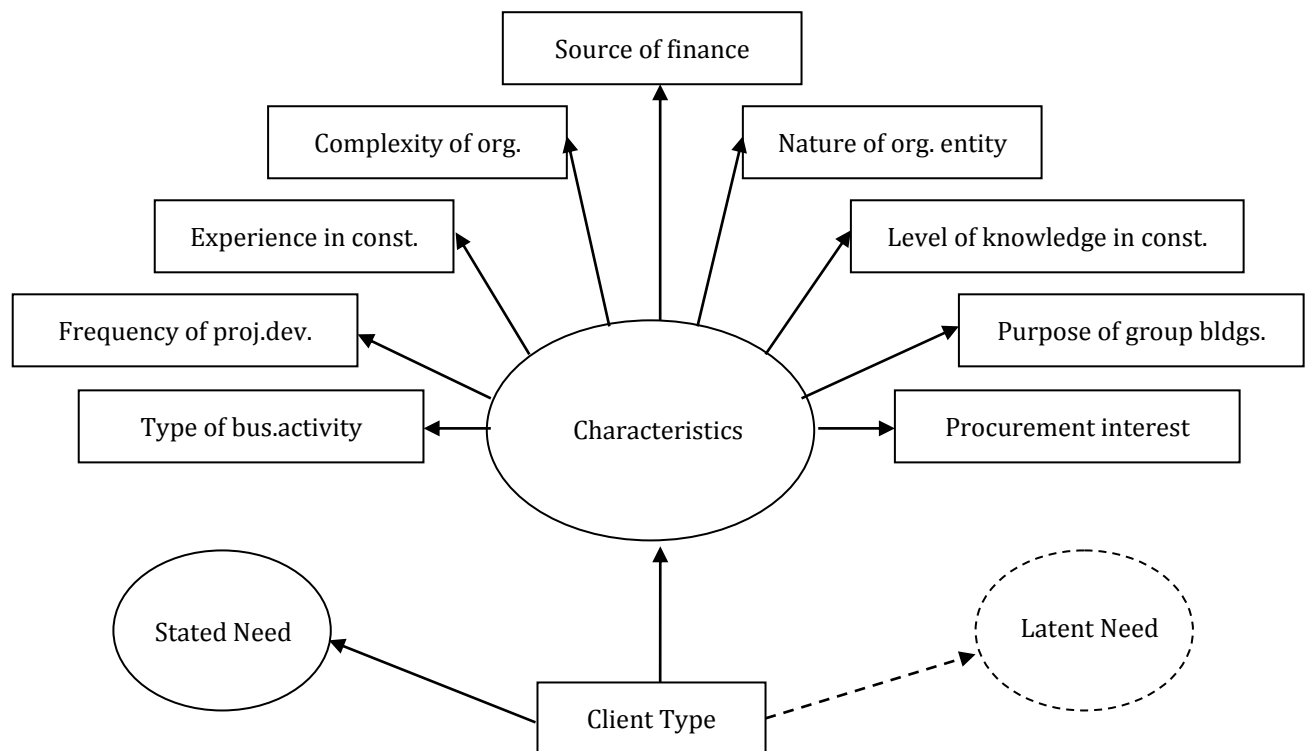 Source of finance
Complexity of org.
Nature of org. entity
Experience in const.
Level of knowledge in const.
Frequency of proj.dev.
Purpose of group bldgs.
Type of bus.activity
Characteristics
Procurement interest
Stated Need
Latent Need
Client Type